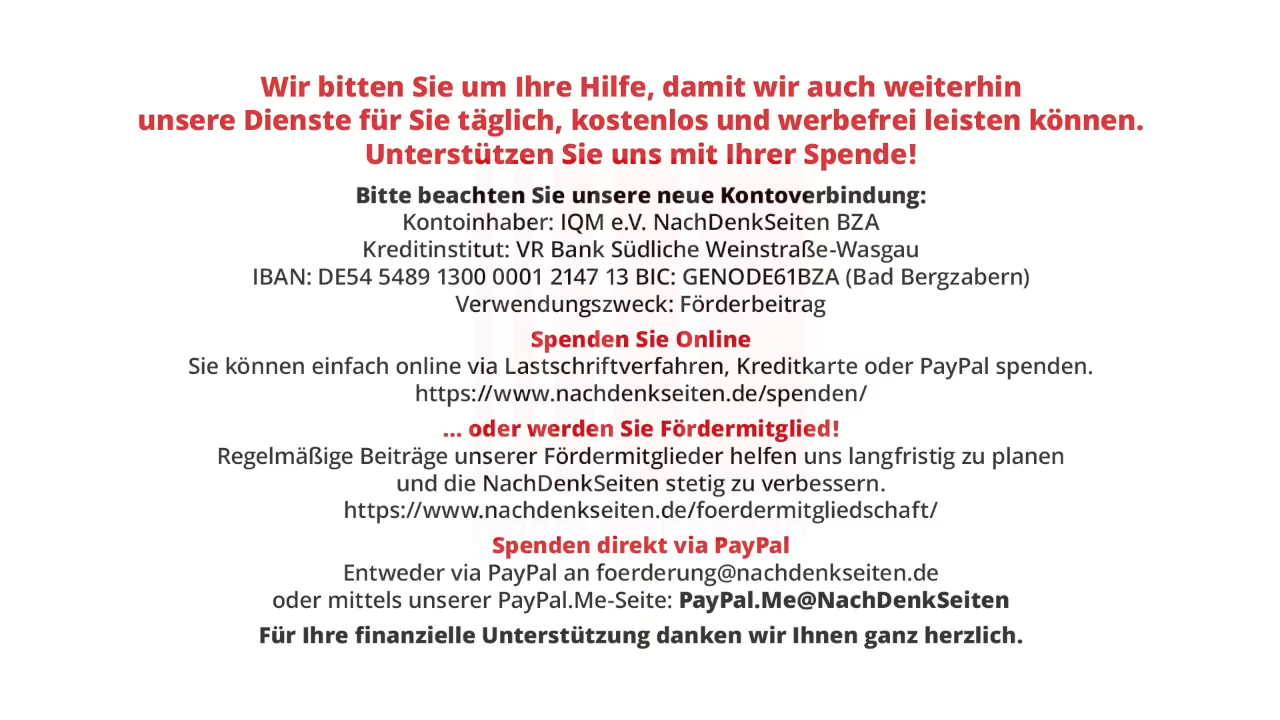 Wir bitten Sie um Ihre Hilfe, damit wir auch weiterhin
unsere Dienste für Sie täglich, kostenlos und werbefrei leisten können.
Unterstützen Sie uns mit Ihrer Spende!
Bitte beachten Sie unsere neue Kontoverbindung:
Kontoinhaber: IQM e.V. NachDenkSeiten BZA
Kreditinstitut: VR Bank Südliche Weinstraße-Wasgau
IBAN: DE54 5489 1300 0001 2147 13 BIC: GENODE61BZA (Bad Bergzabern)
Verwendungszweck: Förderbeitrag
Spenden Sie Online
Sie können einfach online via Lastschriftverfahren, Kreditkarte oder PayPal spenden.
https://www.nachdenkseiten.de/spenden/
... oder werden Sie Fördermitglied!
Regelmäßige Beiträge unserer Fördermitglieder helfen uns langfristig zu planen
und die NachDenkSeiten stetig zu verbessern.
https://www.nachdenkseiten.de/foerdermitgliedschaft/
Spenden direkt via PayPal
Entweder via PayPal an foerderung@nachdenkseiten.de
oder mittels unserer PayPal.Me-Seite: PayPal.Me@NachDenkSeiten
Für Ihre finanzielle Unterstützung danken wir Ihnen ganz herzlich.